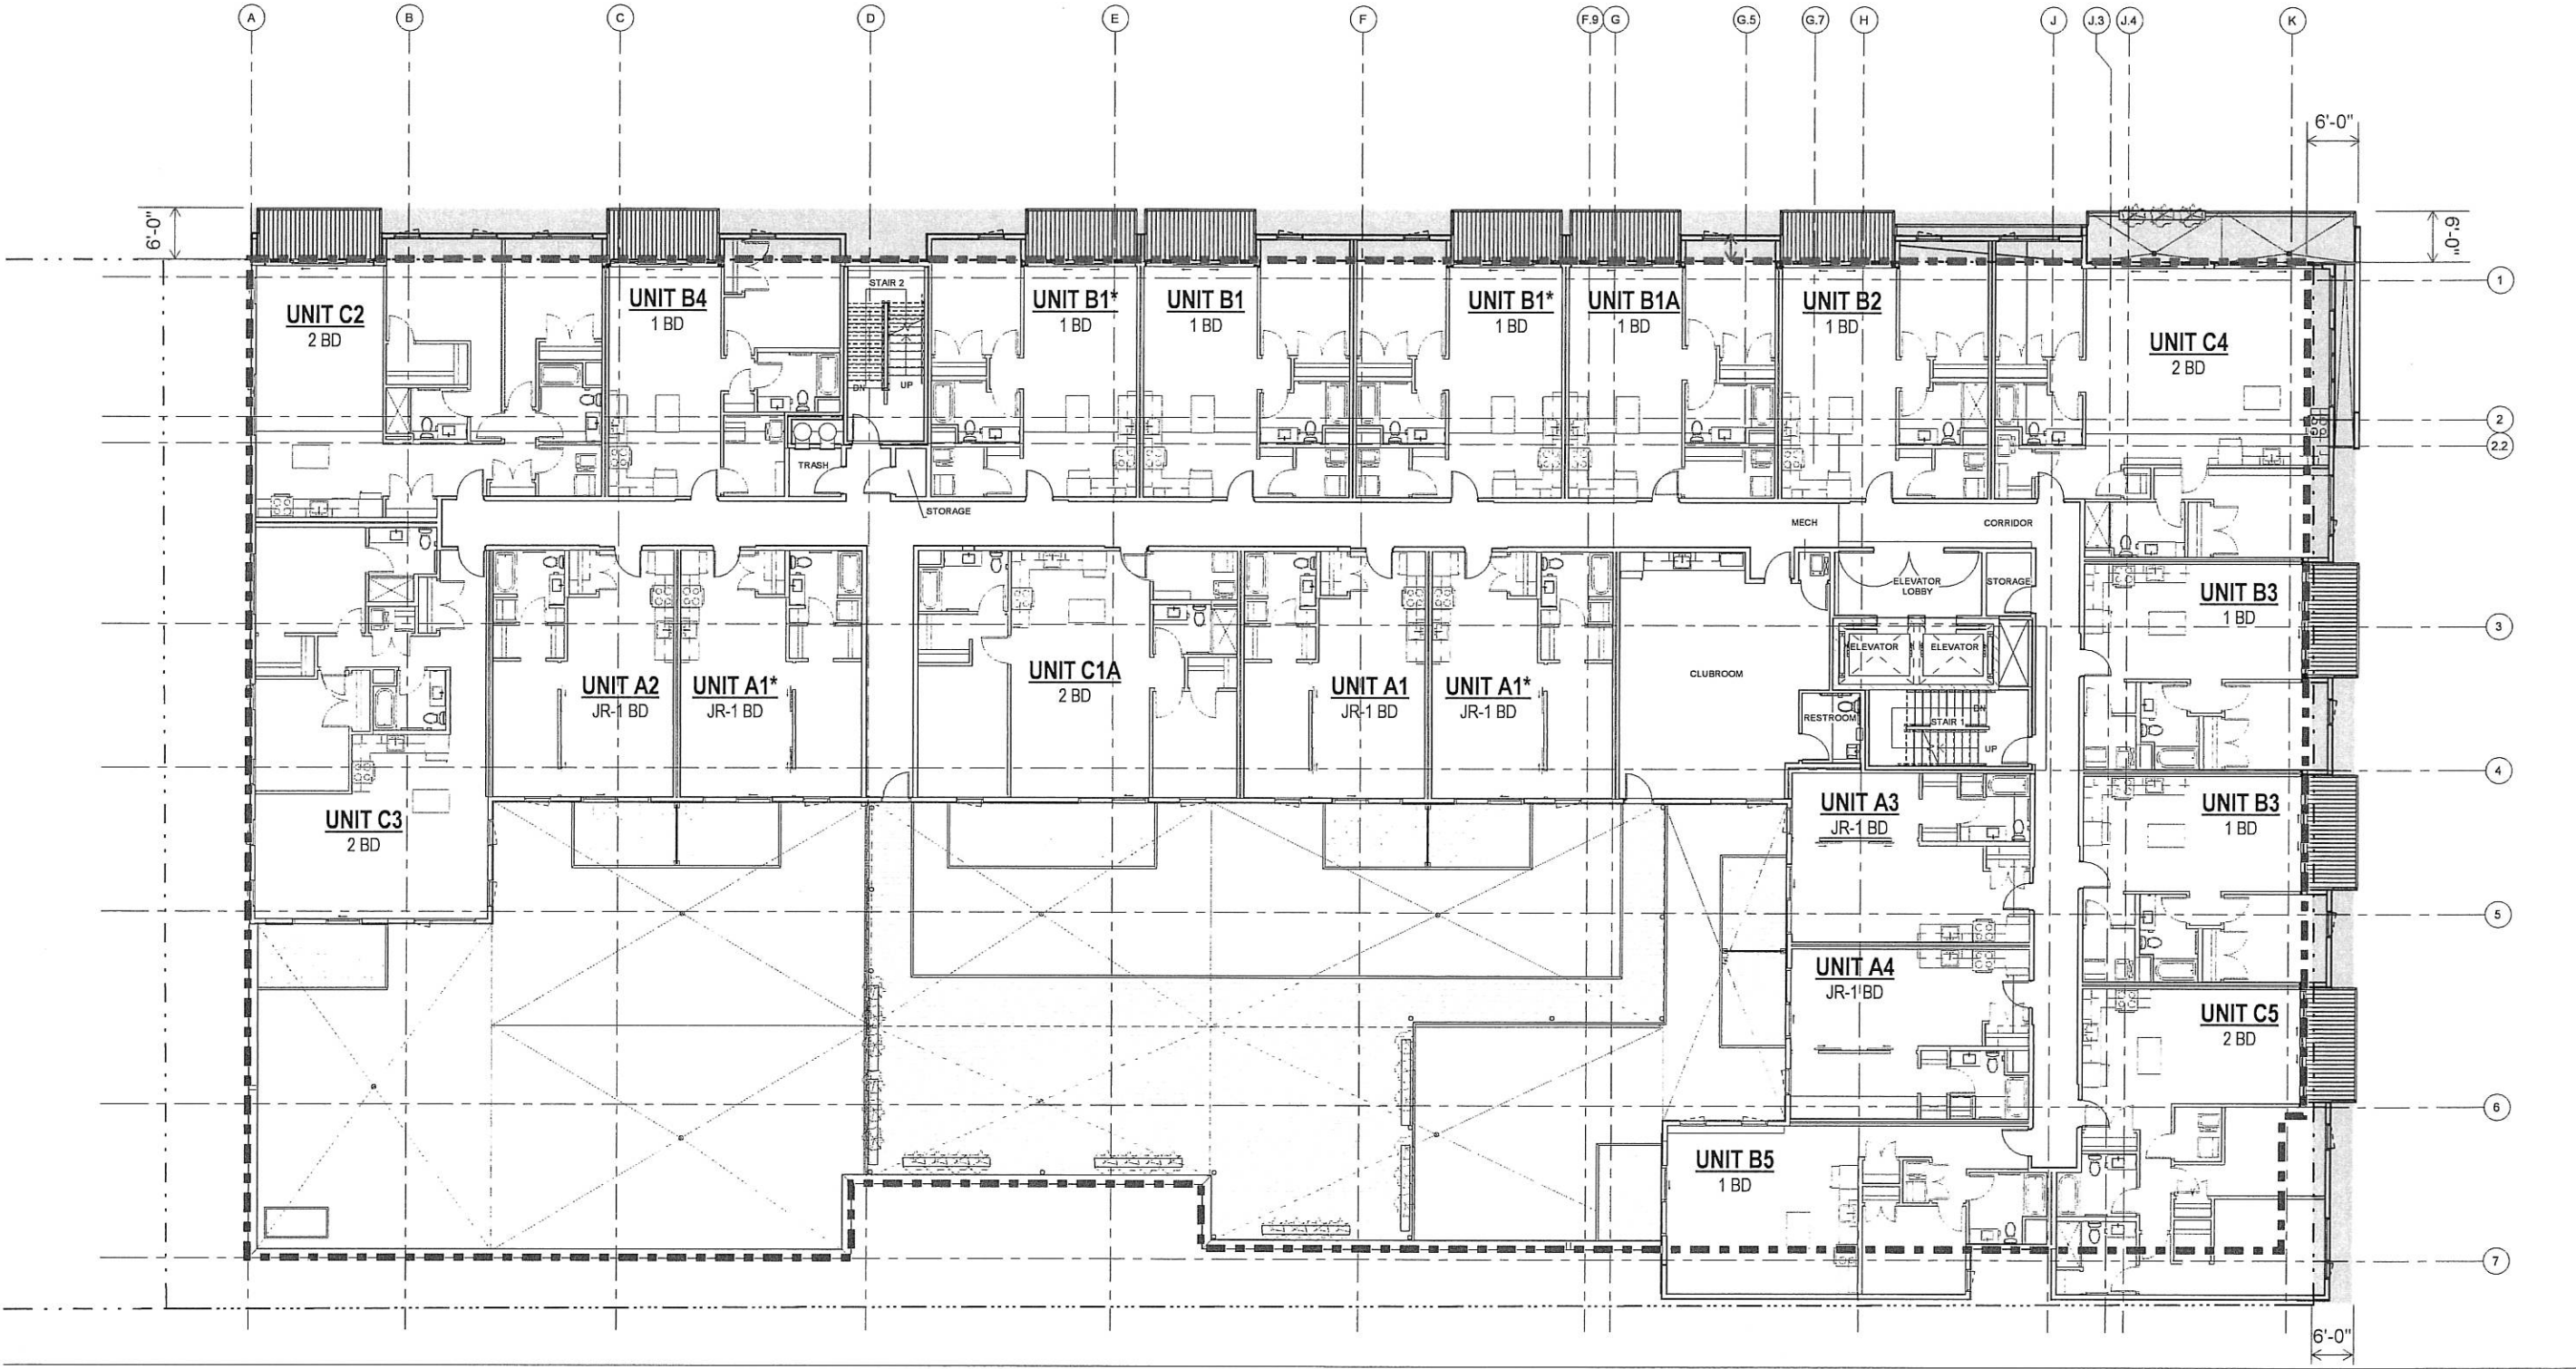 A
B
C
D
E
F
F.9
G
G.5
G.7
H
J
J.3
J.4
K
6'-0"
6'-0"
6'-0"
1
STAIR 2
UNIT C2
2 BD
UNIT B4
1 BD
UNIT B1*
1 BD
UNIT B1
1 BD
UNIT B1*
1 BD
UNIT B1A
1 BD
UNIT B2
1 BD
UNIT C4
2 BD
DN
UP
2
2.2
TRASH
STORAGE
MECH
CORRIDOR
ELEVATOR
LOBBY
STORAGE
UNIT B3
1 BD
3
ELEVATOR
ELEVATOR
UNIT A2
JR-1 BD
UNIT A1*
JR-1 BD
UNIT C1A
2 BD
UNIT A1
JR-1 BD
UNIT A1*
JR-1 BD
CLUBROOM
RESTROOM
DN
STAIR 1
UP
4
UNIT C3
2 BD
UNIT A3
JR-1 BD
UNIT B3
1 BD
5
UNIT A4
JR-1 BD
UNIT C5
2 BD
6
UNIT B5
1 BD
7
6'-0"